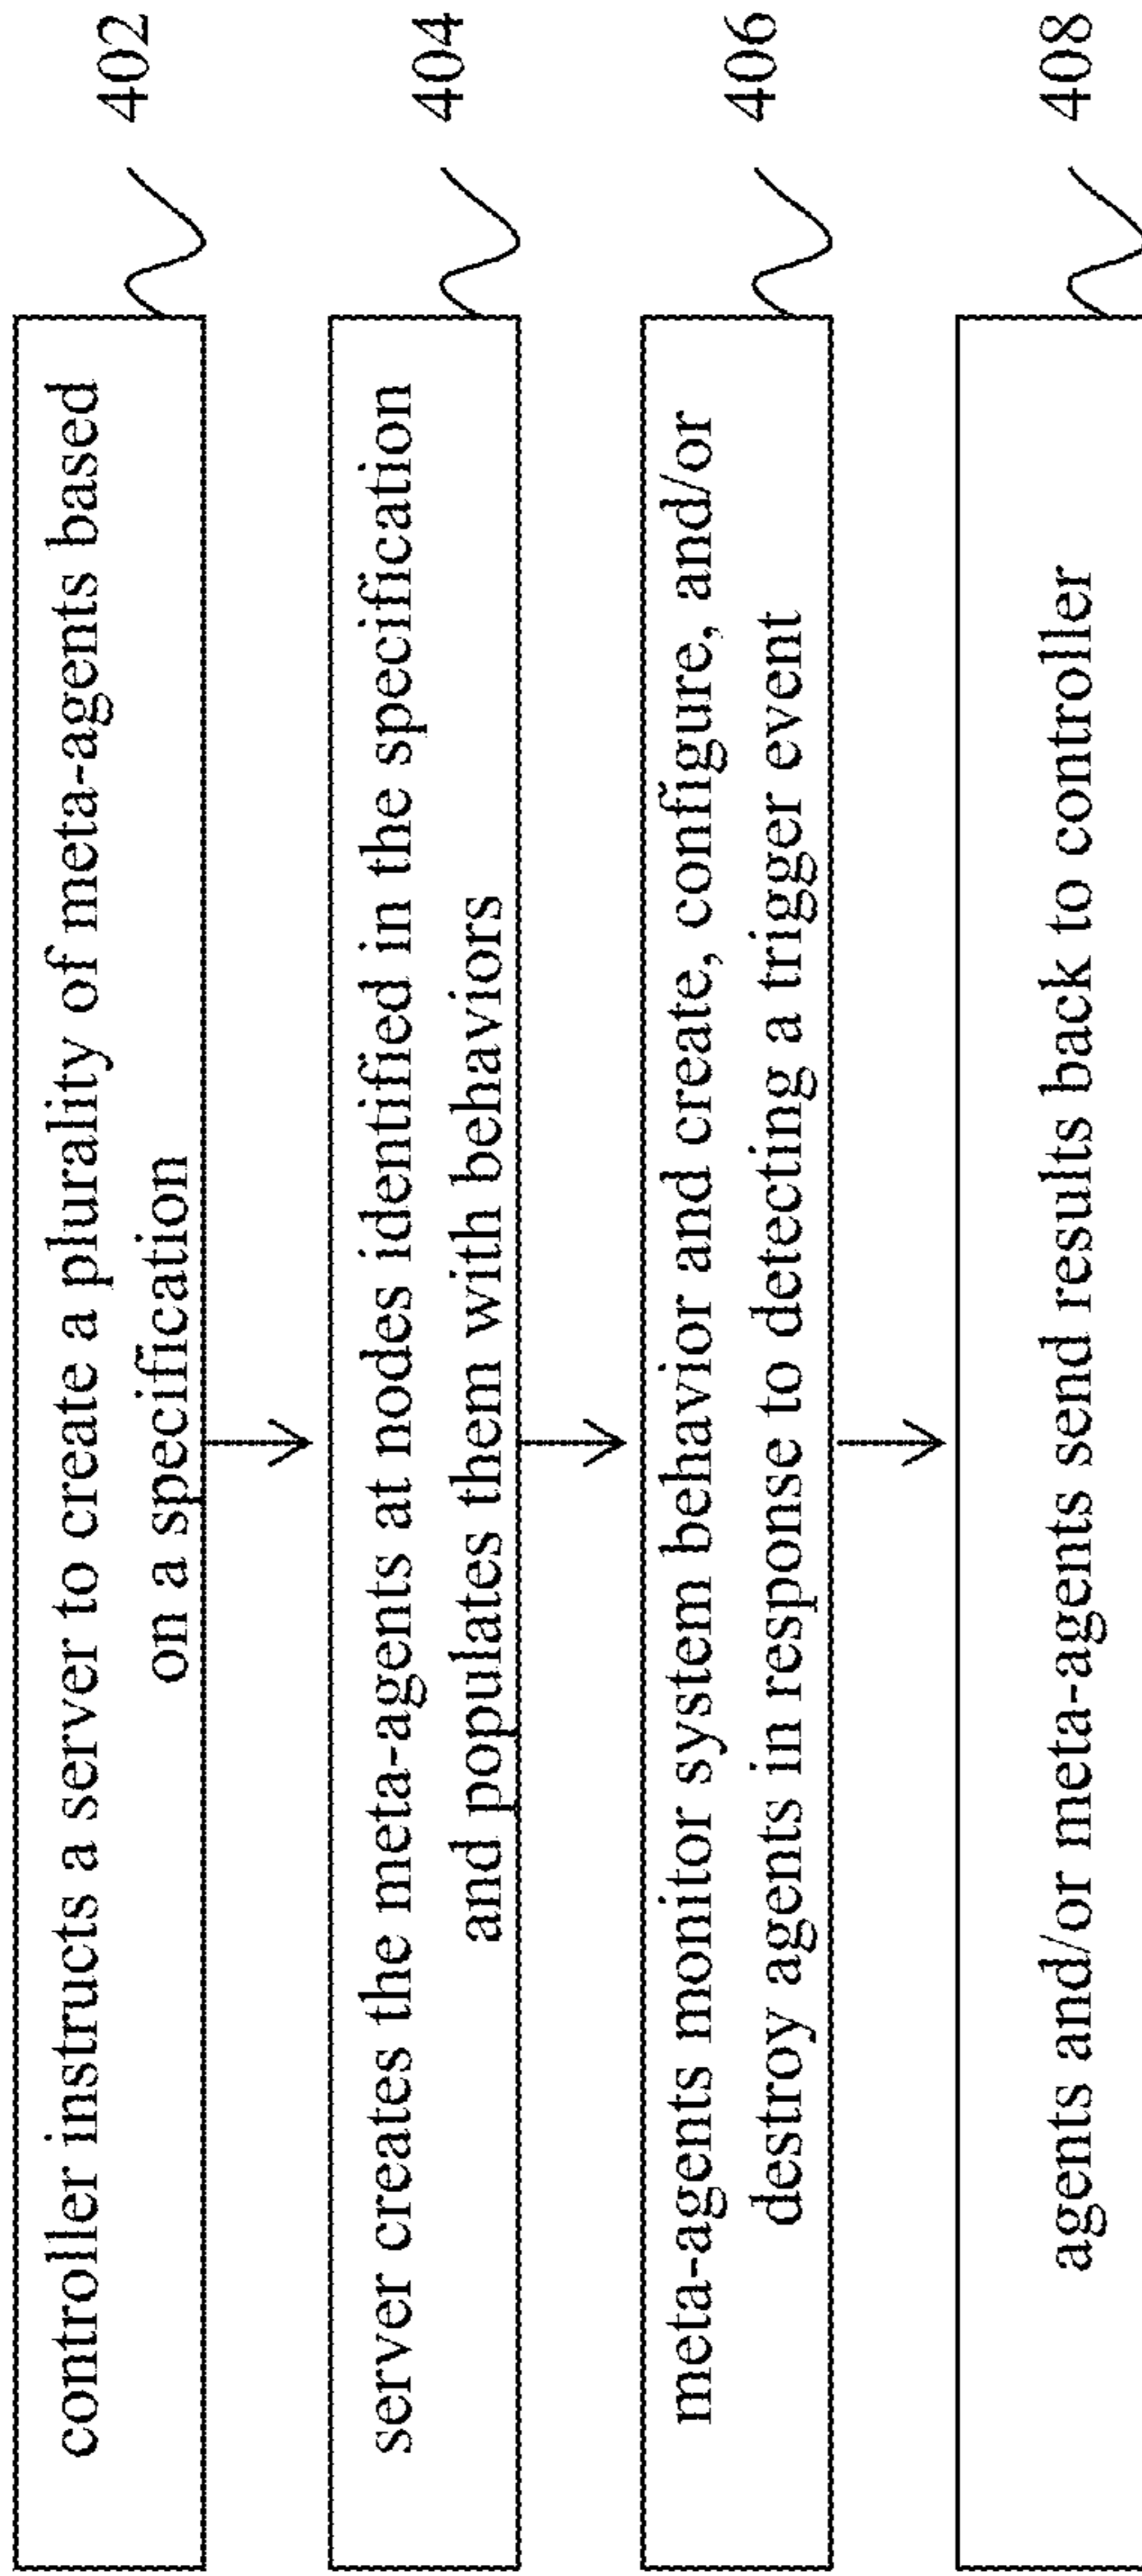 controller instructs a server to create a plurality of meta-agents based
on a specification
402
server creates the meta-agents at nodes identified in the specification
and populates them with behaviors
404
meta-agents monitor system behavior and create, configure, and/or
destroy agents in response to detecting a trigger event
406
agents and/or meta-agents send results back to controller
408